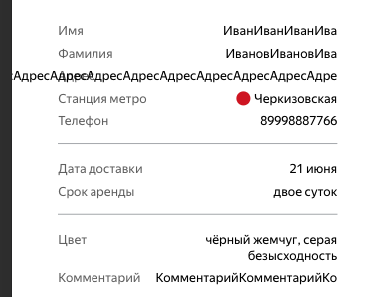 Имя ИванИванИванИва
Фамилия ИвановИвановИва
сАдресАдресАдресАдресАдресАдресАдресАдресАдре
Станция метро Черкизовская
Телефон 89998887766
Дата доставки 21 июня
Срок аренды двое суток
Цвет чёрный жемчуг, серая
безысходность
Комментарий КомментарийКомментарийКо